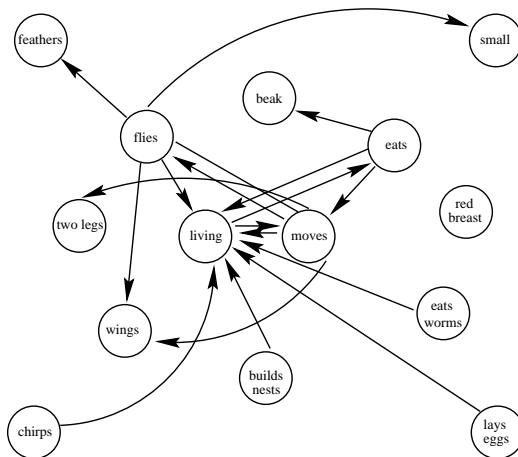 feathers
small
beak
flies
eats
red
breast
two legs
living
moves
eats
worms
wings
builds
nests
chirps
lays
eggs